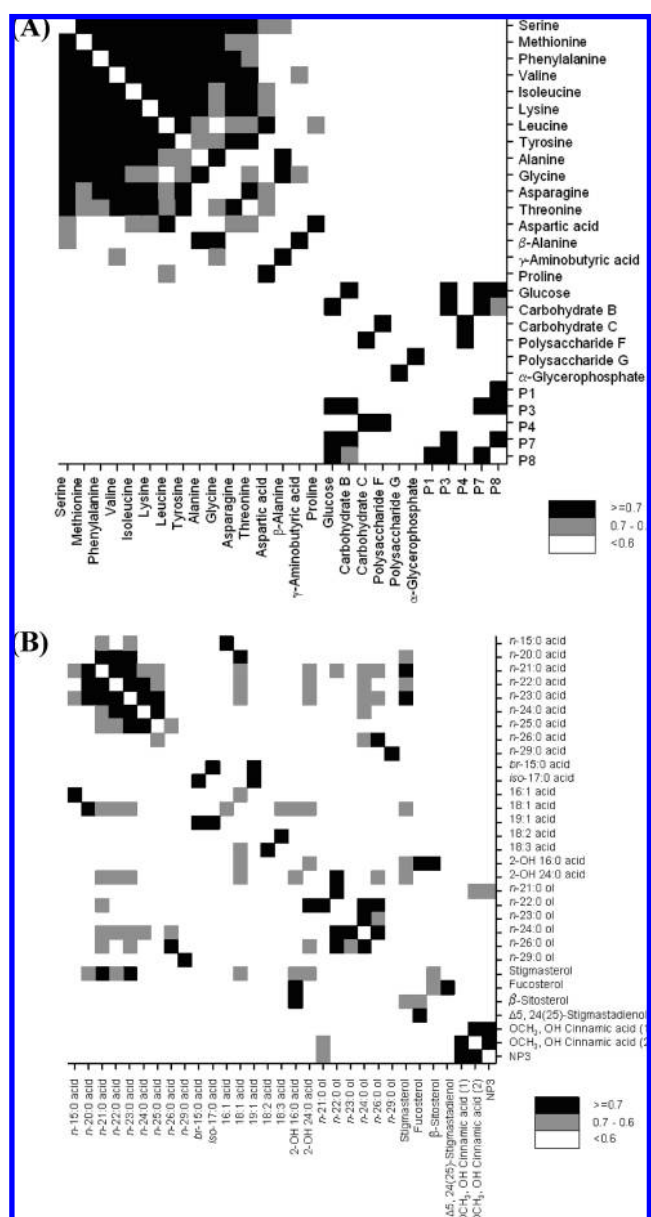 (A)
Serine
Methionine
Phenylalanine
Valine
Isoleucine
Lysine
Leucine
Tyrosine
Alanine
Glycine
Asparagine
Threonine
Aspartic acid
β-Alanine
γ-Aminobutyric acid
Proline
Glucose
Carbohydrate B
Carbohydrate C
Polysaccharide F
Polysaccharide G
α-Glycerophosphate
P1
P3
P4
P7
P8
Serine
Methionine
Phenylalanine
Valine
Isoleucine
Lysine
Leucine
Tyrosine
Alanine
Glycine
Asparagine
Threonine
Aspartic acid
β-Alanine
γ-Aminobutyric acid
Proline
Glucose
Carbohydrate B
Carbohydrate C
Polysaccharide F
Polysaccharide G
α-Glycerophosphate
P1
P3
P4
P7
P8
>=0.7
0.7 - 0.
<0.6
(B)
n-15:0 acid
n-20:0 acid
n-21:0 acid
n-22:0 acid
n-23:0 acid
n-24:0 acid
n-25:0 acid
n-26:0 acid
n-29:0 acid
br-15:0 acid
iso-17:0 acid
16:1 acid
18:1 acid
19:1 acid
18:2 acid
18:3 acid
2-OH 16:0 acid
2-OH 24:0 acid
n-21:0 ol
n-22:0 ol
n-23:0 ol
n-24:0 ol
n-26:0 ol
n-29:0 ol
Stigmasterol
Fucosterol
β-Sitosterol
Δ5, 24(25)-Stigmastadienol
OCH₃, OH Cinnamic acid (1
OCH₃, OH Cinnamic acid (2
NP3
n-15:0 acid
n-20:0 acid
n-21:0 acid
n-22:0 acid
n-23:0 acid
n-24:0 acid
n-25:0 acid
n-26:0 acid
n-29:0 acid
br-15:0 acid
iso-17:0 acid
16:1 acid
18:1 acid
19:1 acid
18:2 acid
18:3 acid
2-OH 16:0 acid
2-OH 24:0 acid
n-21:0 ol
n-22:0 ol
n-23:0 ol
n-24:0 ol
n-26:0 ol
n-29:0 ol
Stigmasterol
Fucosterol
β-Sitosterol
Δ5, 24(25)-Stigmastadienol
OCH₃, OH Cinnamic acid (1)
OCH₃, OH Cinnamic acid (2)
NP3
>=0.7
0.7 - 0.6
<0.6